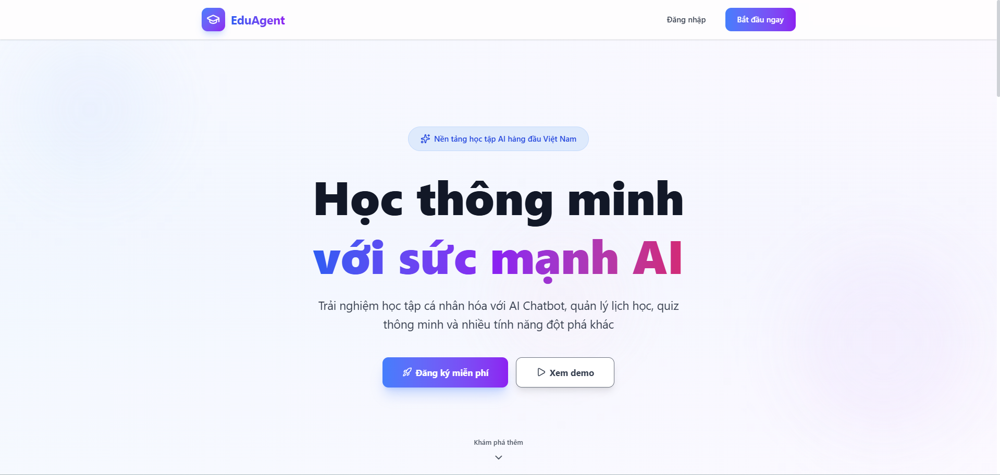 EduAgent
Đăng nhập
Bắt đầu ngay
Nền tảng học tập AI hàng đầu Việt Nam
Học thông minh
với sức mạnh AI
Trải nghiệm học tập cá nhân hóa với AI Chatbot, quản lý lịch học, quiz
thông minh và nhiều tính năng đột phá khác
Đăng ký miễn phí
Xem demo
Khám phá thêm